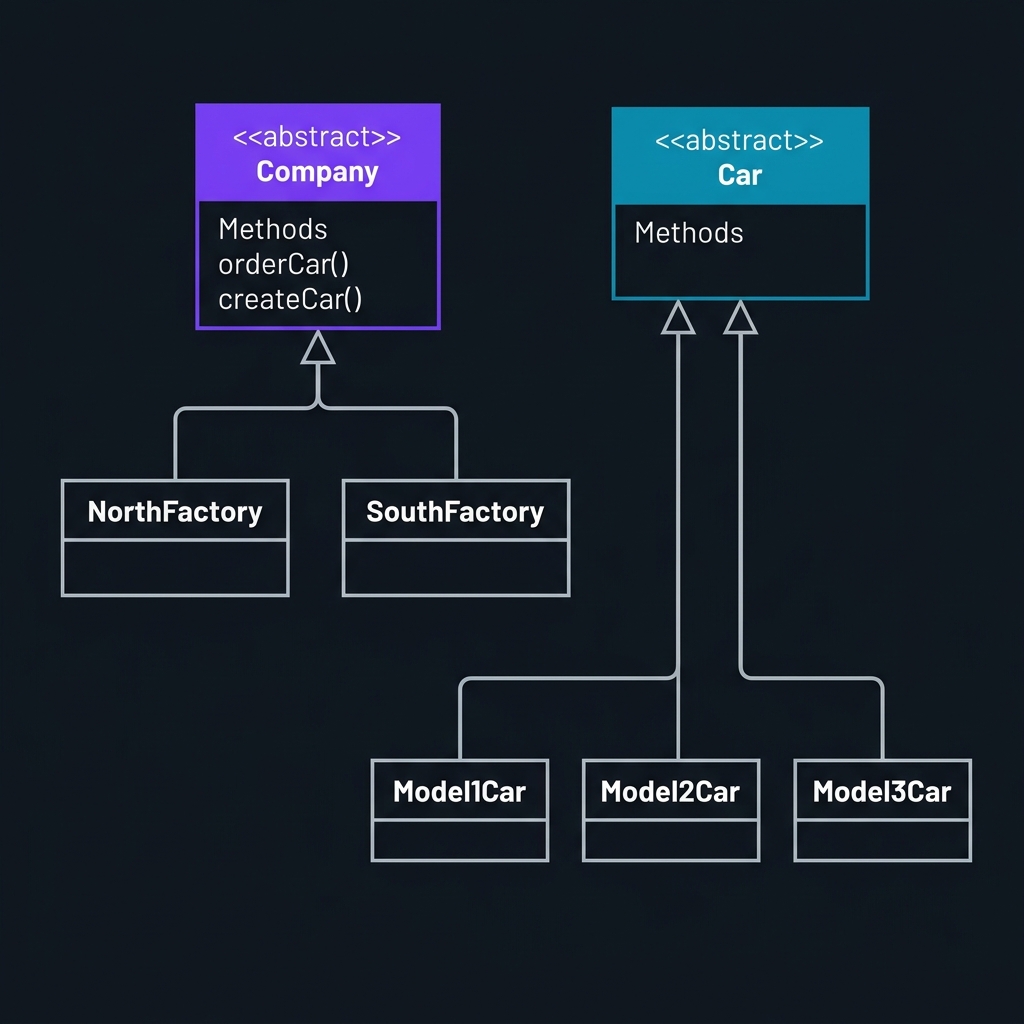 <<abstract>>
Company
Methods
orderCar()
createCar()
<<abstract>>
Car
Methods
NorthFactory
SouthFactory
Model1Car
Model2Car
Model3Car